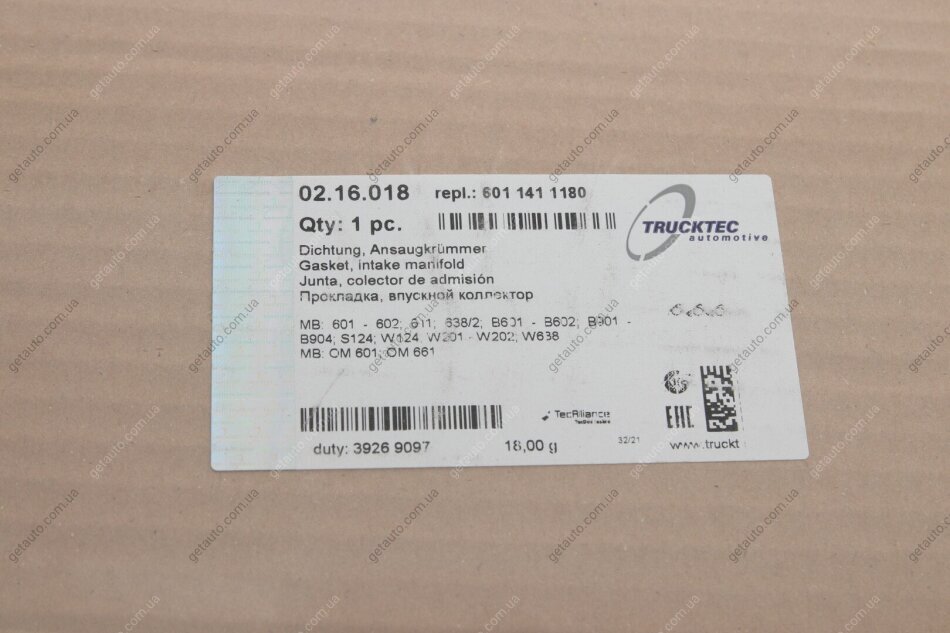 02.16.018 repl.: 601 141 1180
Qty: 1 pc.
TRUCKTEC
automotive
Dichtung, Ansaugkrümmer
Gasket, intake manifold
Junta, colector de admisión
Прокладка, впускной коллектор
MB: 601 - 602; 611; 638/2; B601 - B602; B901 -
B904; S124; W124; W201 - W202; W638
MB: OM 601; OM 661
TecAlliance
EAC
duty: 3926 9097
18,00 g
32/21
www.truckt
getauto.com.ua